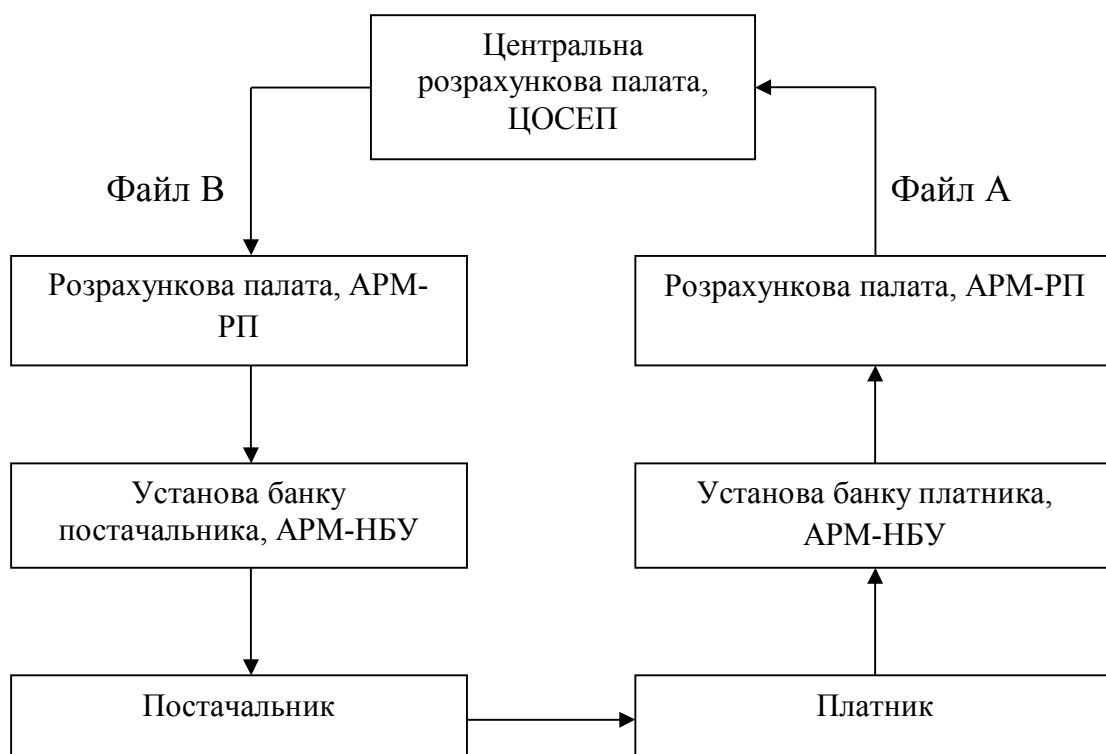 Центральна
розрахункова палата,
ЦОСЕП
Файл В
Файл А
Розрахункова палата, АРМ-
РП
Розрахункова палата, АРМ-РП
Установа банку
постачальника, АРМ-НБУ
Установа банку платника,
АРМ-НБУ
Постачальник
Платник